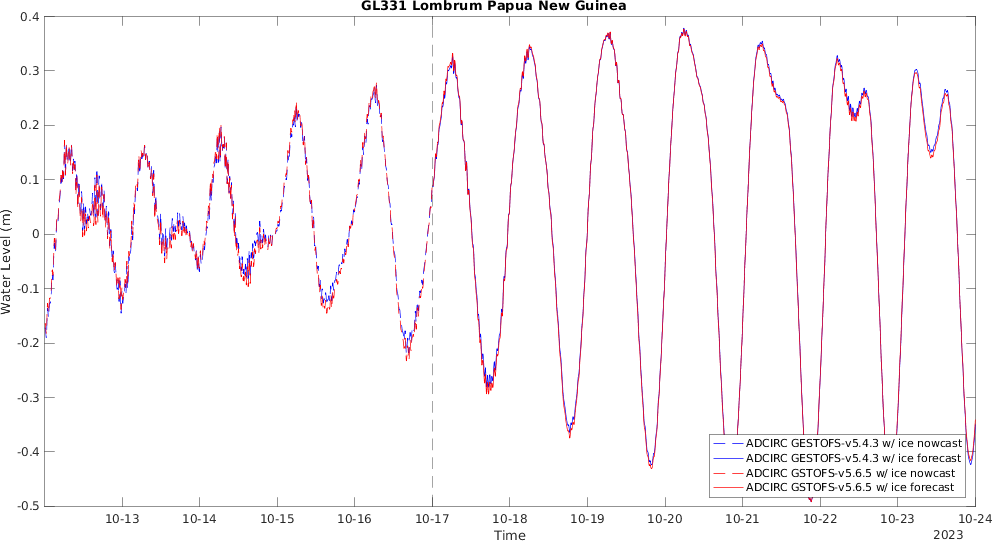 GL331 Lombrum Papua New Guinea
0.4
0.3
0.2
0.1
0
-0.1
-0.2
-0.3
-0.4
-0.5
Water Level (m)
ADCIRC GESTOFS-v5.4.3 w/ ice nowcast
ADCIRC GESTOFS-v5.4.3 w/ ice forecast
ADCIRC GSTOFS-v5.6.5 w/ ice nowcast
ADCIRC GSTOFS-v5.6.5 w/ ice forecast
10-13 10-14 10-15 10-16 10-17 10-18 10-19 10-20 10-21 10-22 10-23 10-24
Time
2023